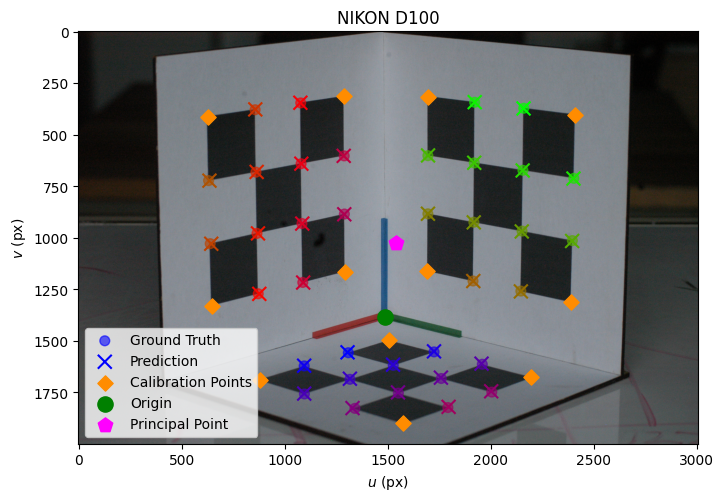 NIKON D100
0
250
500
750
1000
1250
1500
1750
v (px)
Ground Truth
Prediction
Calibration Points
Origin
Principal Point
0 500 1000 1500 2000 2500 3000
u (px)